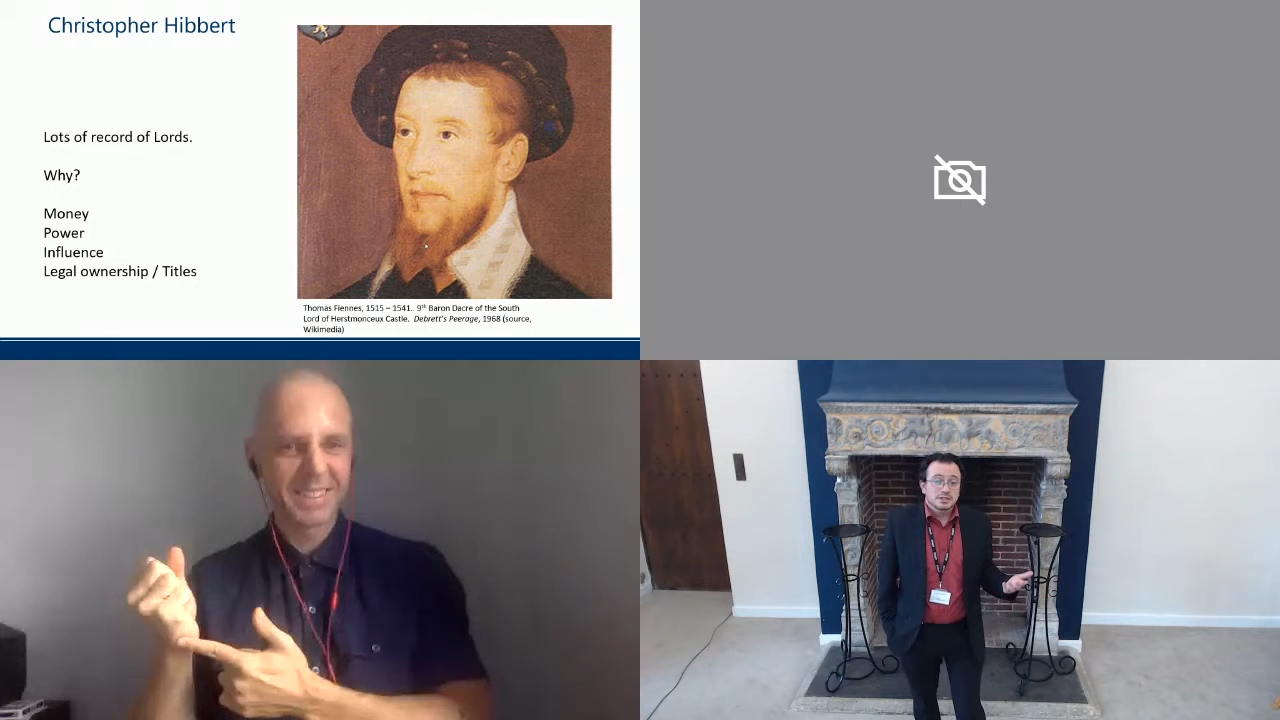 Christopher Hibbert
Lots of record of Lords.
Why?
Money
Power
Influence
Legal ownership / Titles
Thomas Fiennes, 1515 – 1541. 9th Baron Dacre of the South
Lord of Herstmonceux Castle. Debrett's Peerage, 1968 (source,
Wikimedia)